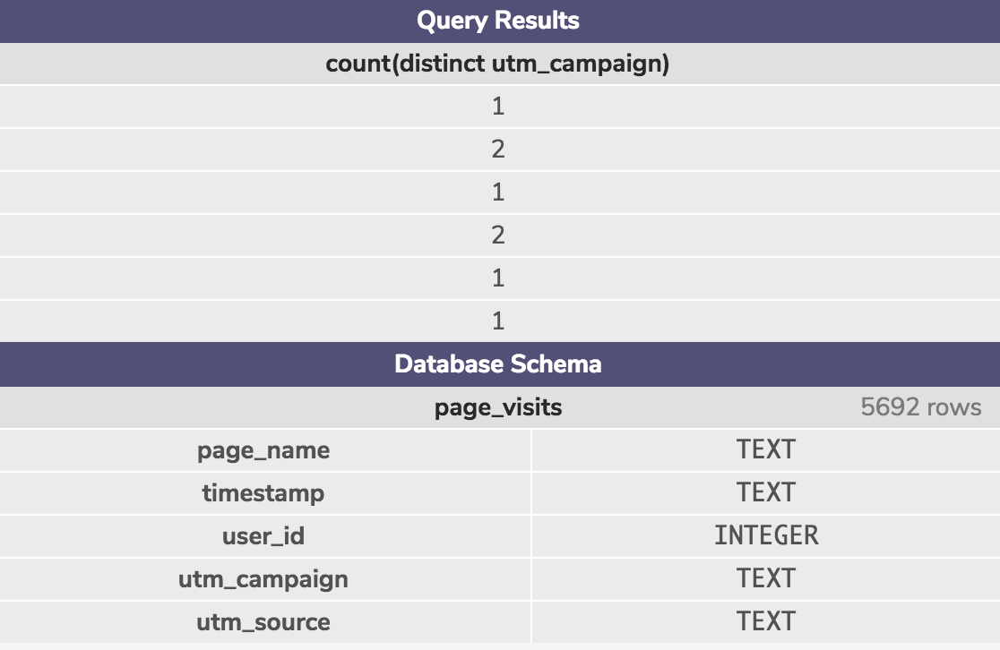 Query Results
count(distinct utm_campaign)
1
2
1
2
1
1
Database Schema
page_visits 5692 rows
page_name TEXT
timestamp TEXT
user_id INTEGER
utm_campaign TEXT
utm_source TEXT